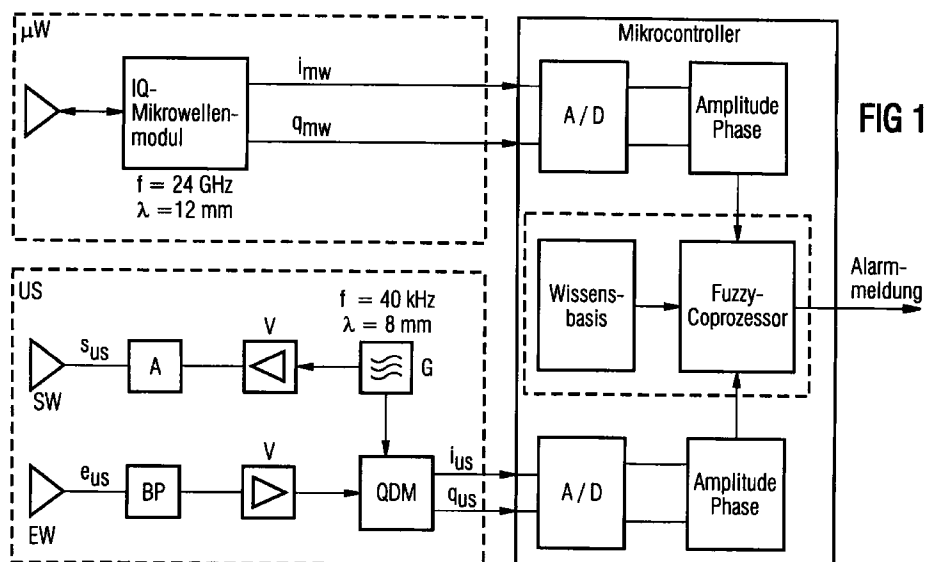 μW
IQ-
Mikrowellen-
modul
f = 24 GHz
λ = 12 mm
i_mw
q_mw
Mikrocontroller
A / D
Amplitude
Phase
FIG 1
Wissens-
basis
Fuzzy-
Coprozessor
Alarm-
meldung
US
f = 40 kHz
λ = 8 mm
s_us
SW
A
V
G
e_us
EW
BP
V
QDM
i_us
q_us
A / D
Amplitude
Phase